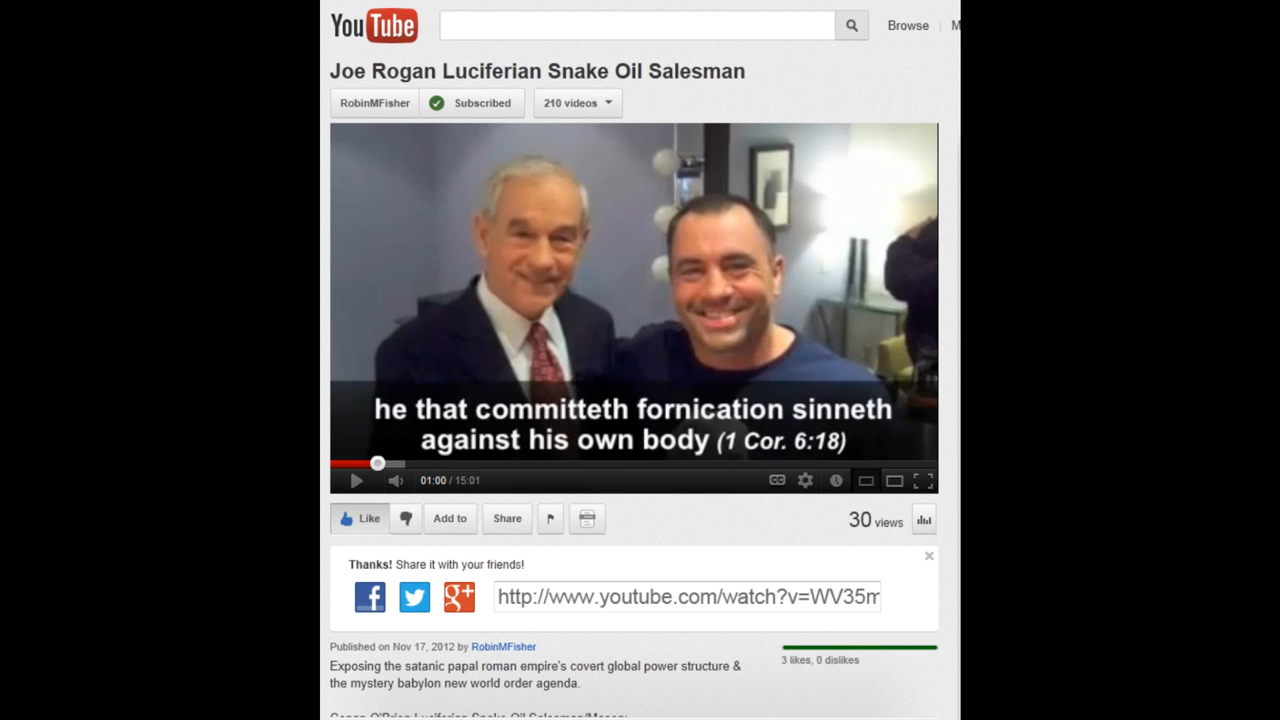 You Tube
Browse
M
Joe Rogan Luciferian Snake Oil Salesman
RobinMFisher
Subscribed
210 videos
he that committeth fornication sinneth
against his own body (1 Cor. 6:18)
01:00 / 15:01
CC
Like
Add to
Share
30 views
Thanks! Share it with your friends!
http://www.youtube.com/watch?v=WV35m
Published on Nov 17, 2012 by RobinMFisher
3 likes, 0 dislikes
Exposing the satanic papal roman empire's covert global power structure &
the mystery babylon new world order agenda.